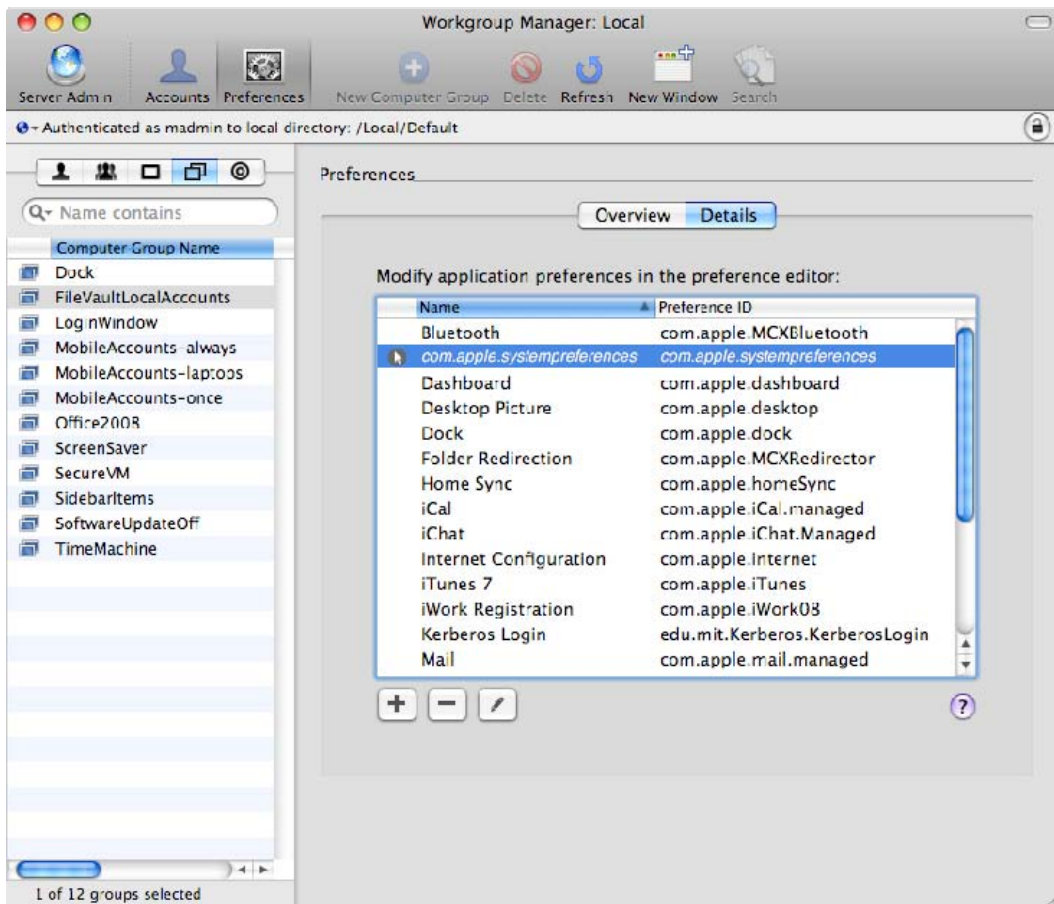 Workgroup Manager: Local
Server Admin Accounts Preferences New Computer Group Delete Refresh New Window Search
Authenticated as madmin to local directory: /Local/Default
Preferences
Name contains
Overview Details
Computer Group Name
Dock
FileVaultLocalAccounts
LoginWindow
MobileAccounts-always
MobileAccounts-laptops
MobileAccounts-once
Office2008
ScreenSaver
SecureVM
SidebarItems
SoftwareUpdateOff
TimeMachine
Modify application preferences in the preference editor:
Name Preference ID
Bluetooth com.apple.MCXBluetooth
com.apple.systempreferences com.apple.systempreferences
Dashboard com.apple.dashboard
Desktop Picture com.apple.desktop
Dock com.apple.dock
Folder Redirection com.apple.MCXRedirector
Home Sync com.apple.homeSync
iCal com.apple.iCal.managed
iChat com.apple.iChat.Managed
Internet Configuration com.apple.internet
iTunes 7 com.apple.iTunes
iWork Registration com.apple.iWork08
Kerberos Login edu.mit.Kerberos.KerberosLogin
Mail com.apple.mail.managed
?
1 of 12 groups selected